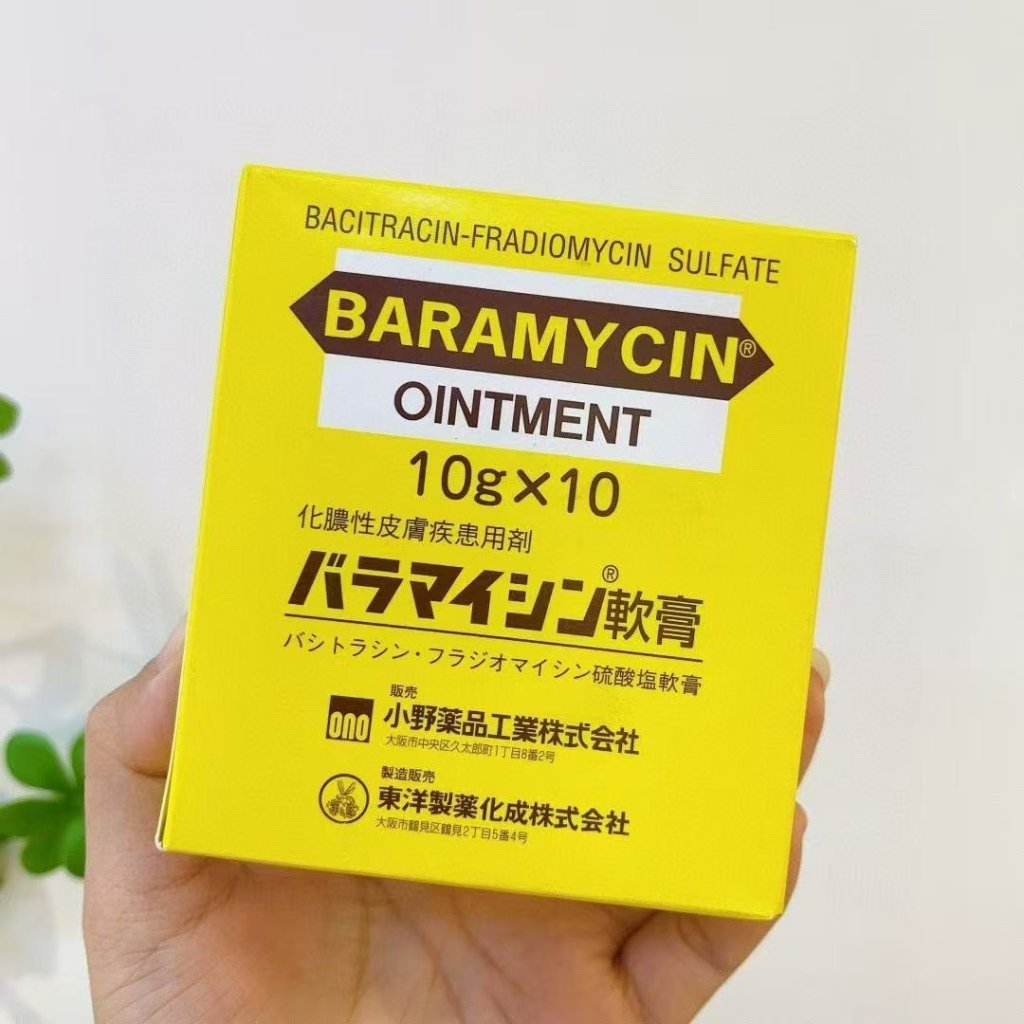 BACITRACIN-FRADIOMYCIN SULFATE
BARAMYCIN®
OINTMENT
10g×10
化膿性皮膚疾患用剤
バラマイシン®軟膏
バシトラシン・フラジオマイシン硫酸塩軟膏
販売
ono 小野薬品工業株式会社
大阪市中央区久太郎町1丁目8番2号
製造販売
東洋製薬化成株式会社
大阪市鶴見区鶴見2丁目5番4号